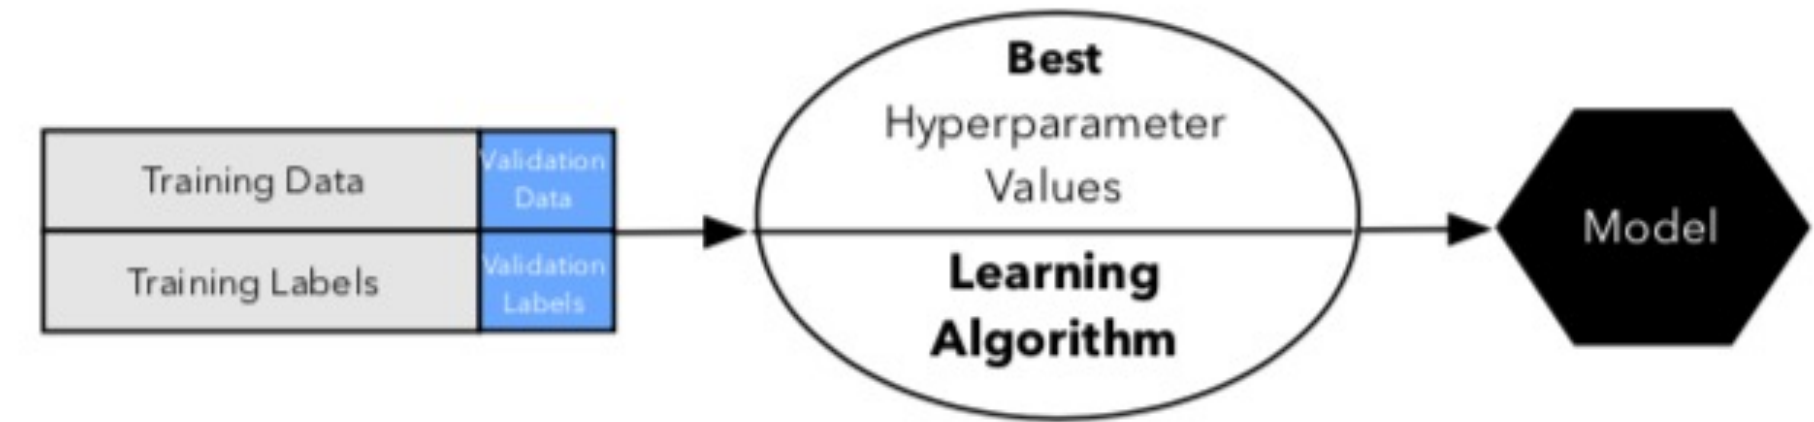 Training Data
Training Labels
Validation
Data
Validation
Labels
Best
Hyperparameter
Values
Learning
Algorithm
Model